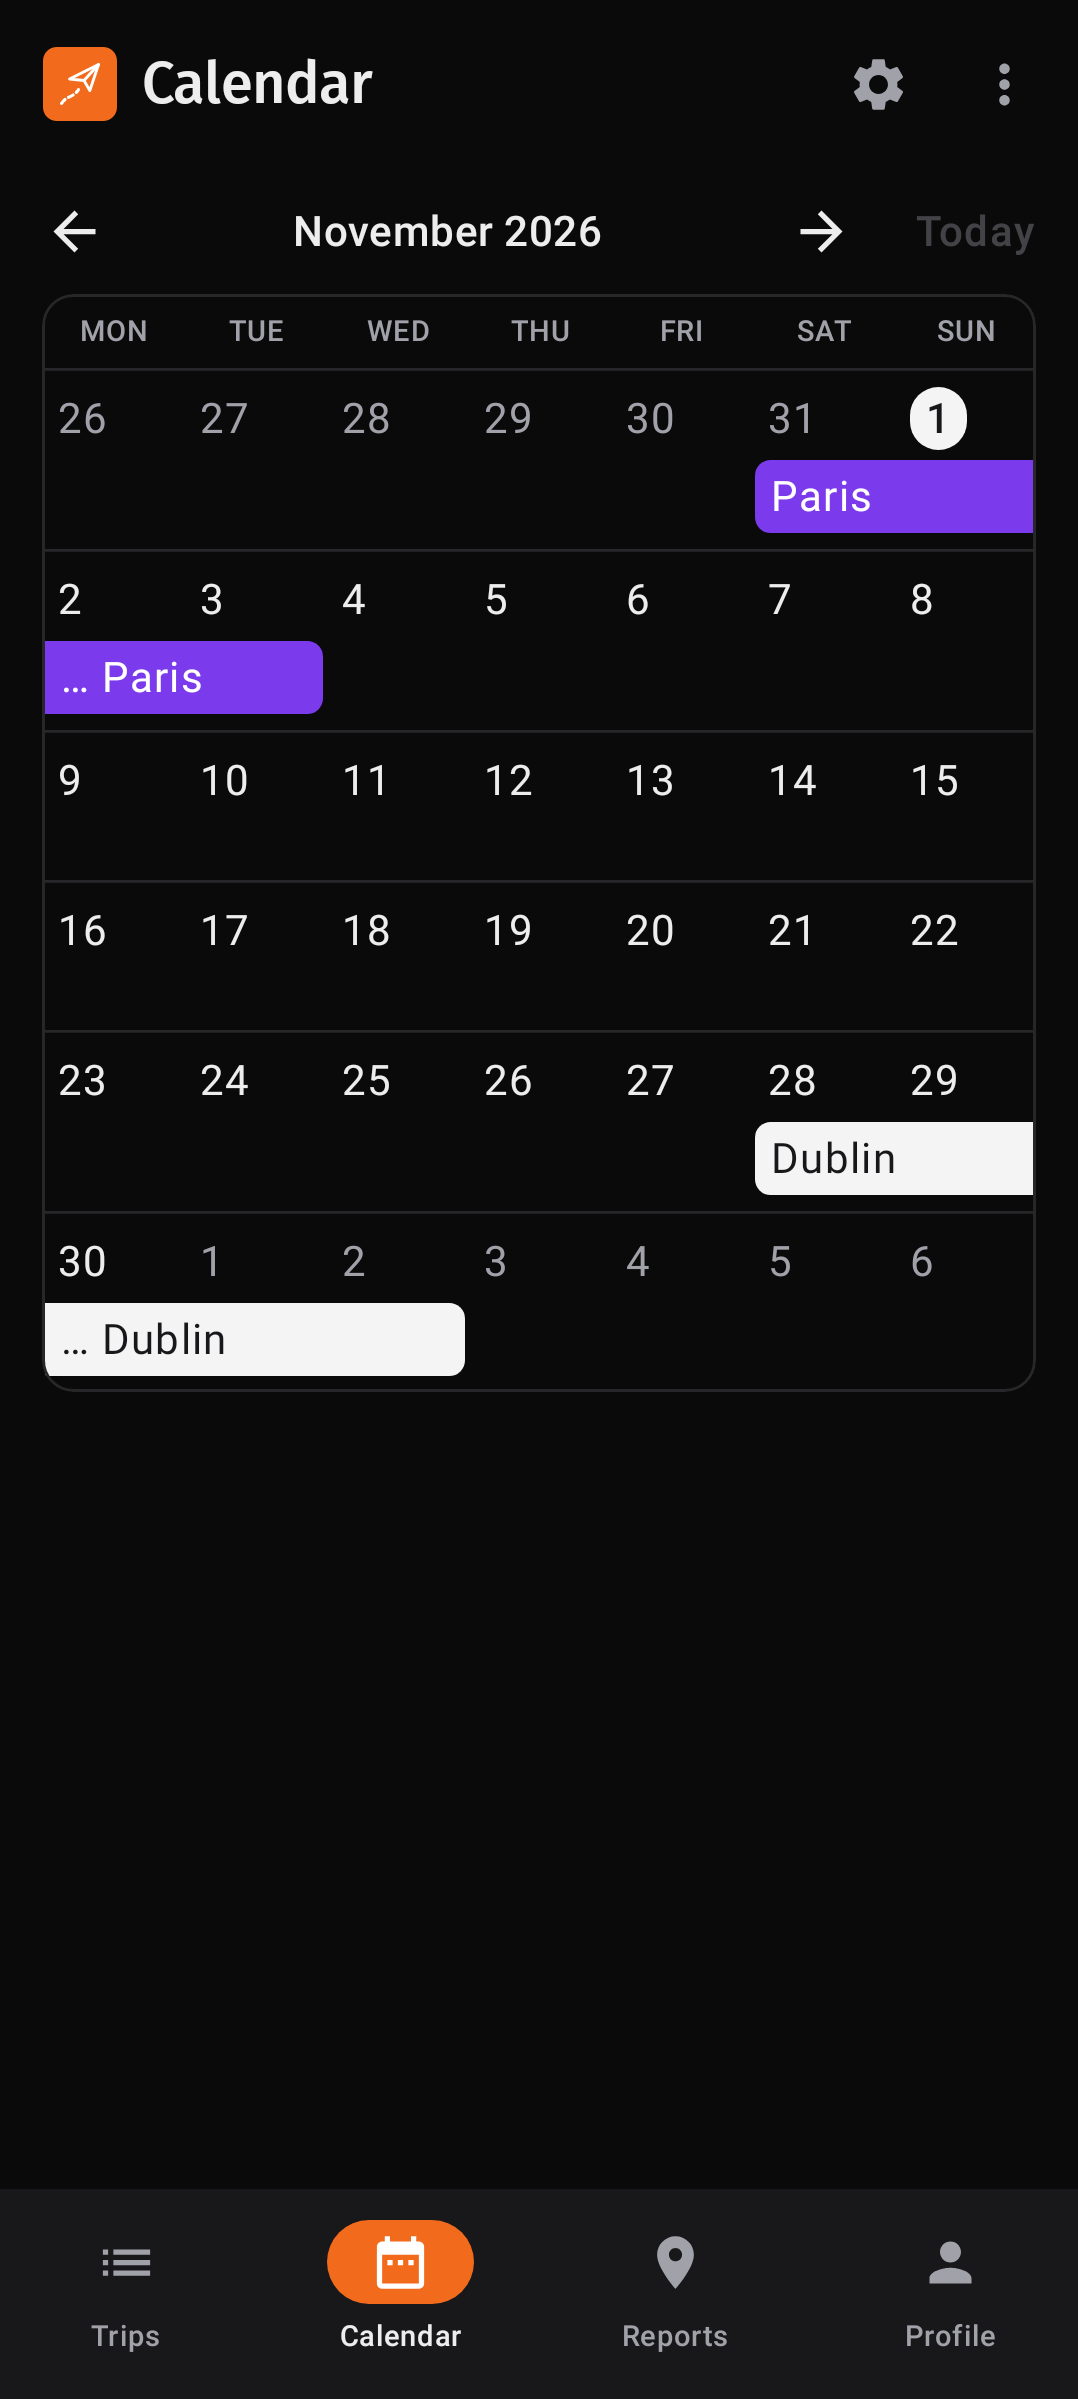 Calendar
November 2026 Today
MON TUE WED THU FRI SAT SUN
26 27 28 29 30 31 1
Paris
2 3 4 5 6 7 8
... Paris
9 10 11 12 13 14 15
16 17 18 19 20 21 22
23 24 25 26 27 28 29
Dublin
30 1 2 3 4 5 6
... Dublin
Trips Calendar Reports Profile